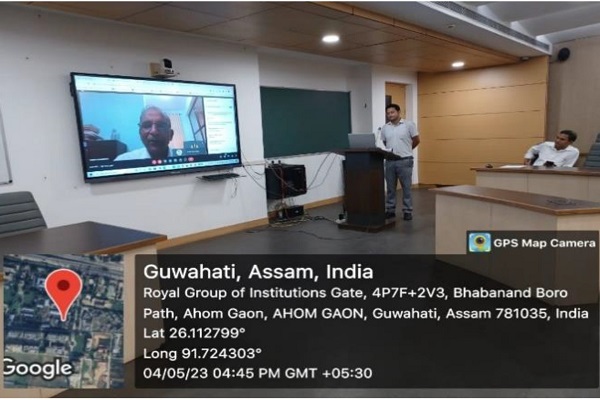 GPS Map Camera
Guwahati, Assam, India
Royal Group of Institutions Gate, 4P7F+2V3, Bhabanand Boro
Path, Ahom Gaon, AHOM GAON, Guwahati, Assam 781035, India
Lat 26.112799°
Long 91.724303°
04/05/23 04:45 PM GMT +05:30
Google